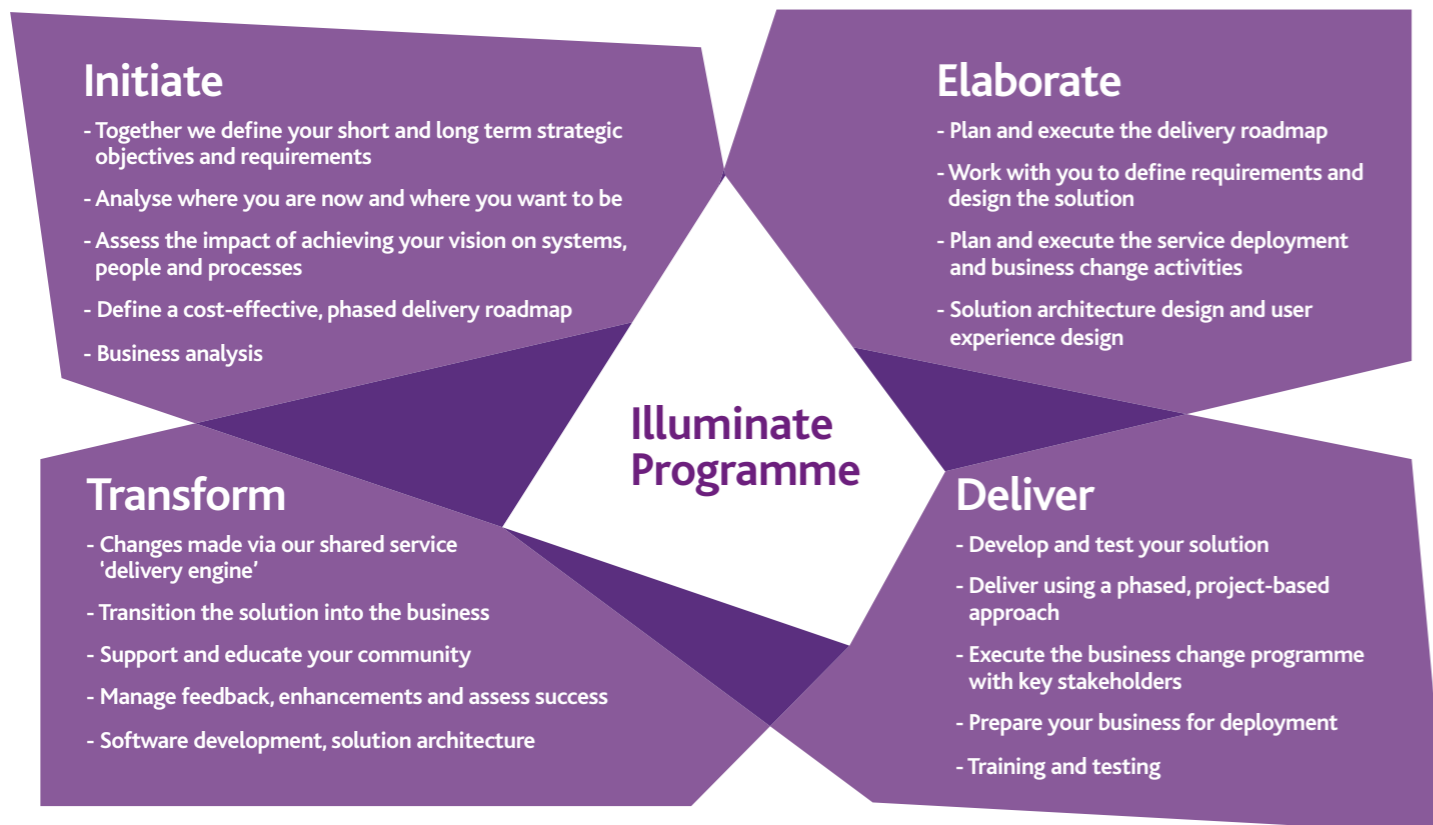 Initiate
- Together we define your short and long term strategic
objectives and requirements
- Analyse where you are now and where you want to be
- Assess the impact of achieving your vision on systems,
people and processes
- Define a cost-effective, phased delivery roadmap
- Business analysis
Elaborate
- Plan and execute the delivery roadmap
- Work with you to define requirements and
design the solution
- Plan and execute the service deployment
and business change activities
- Solution architecture design and user
experience design
Illuminate
Programme
Transform
- Changes made via our shared service
‘delivery engine’
- Transition the solution into the business
- Support and educate your community
- Manage feedback, enhancements and assess success
- Software development, solution architecture
Deliver
- Develop and test your solution
- Deliver using a phased, project-based
approach
- Execute the business change programme
with key stakeholders
- Prepare your business for deployment
- Training and testing